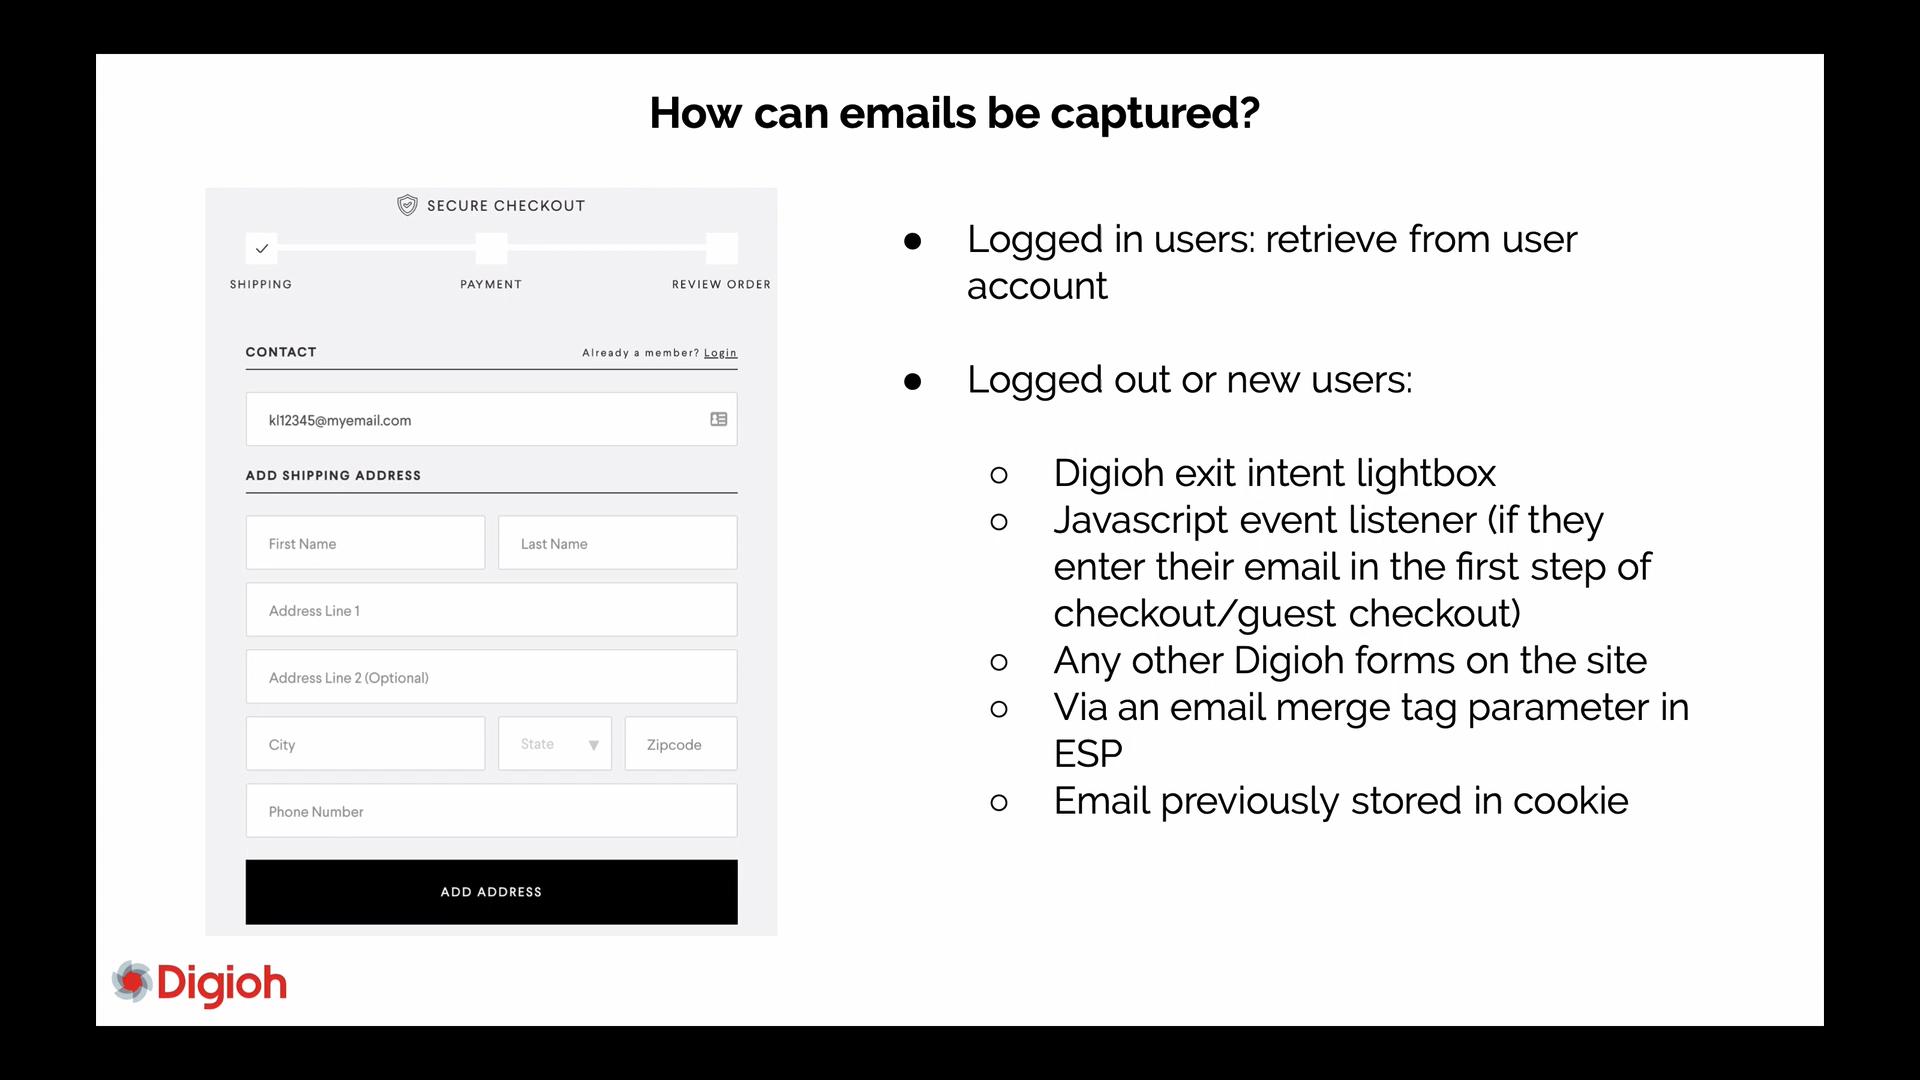 How can emails be captured?
SECURE CHECKOUT
SHIPPING PAYMENT REVIEW ORDER
CONTACT Already a member? Login
kl12345@myemail.com
ADD SHIPPING ADDRESS
First Name Last Name
Address Line 1
Address Line 2 (Optional)
City State Zipcode
Phone Number
ADD ADDRESS
● Logged in users: retrieve from user
account
● Logged out or new users:
○ Digioh exit intent lightbox
○ Javascript event listener (if they
enter their email in the first step of
checkout/guest checkout)
○ Any other Digioh forms on the site
○ Via an email merge tag parameter in
ESP
○ Email previously stored in cookie
Digioh